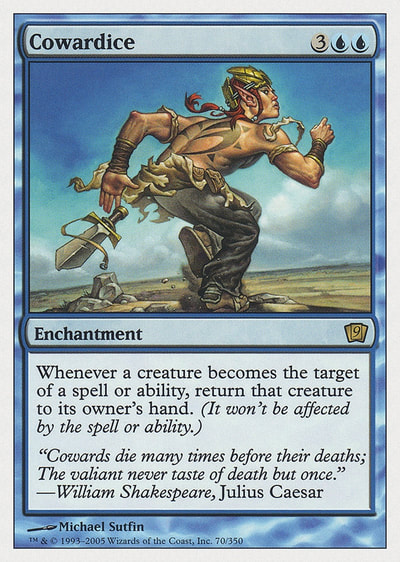 Cowardice 3
Enchantment 9
Whenever a creature becomes the target
of a spell or ability, return that creature
to its owner's hand. (It won't be affected
by the spell or ability.)
"Cowards die many times before their deaths;
The valiant never taste of death but once."
—William Shakespeare, Julius Caesar
Michael Sutfin
™ & © 1993–2005 Wizards of the Coast, Inc. 70/350